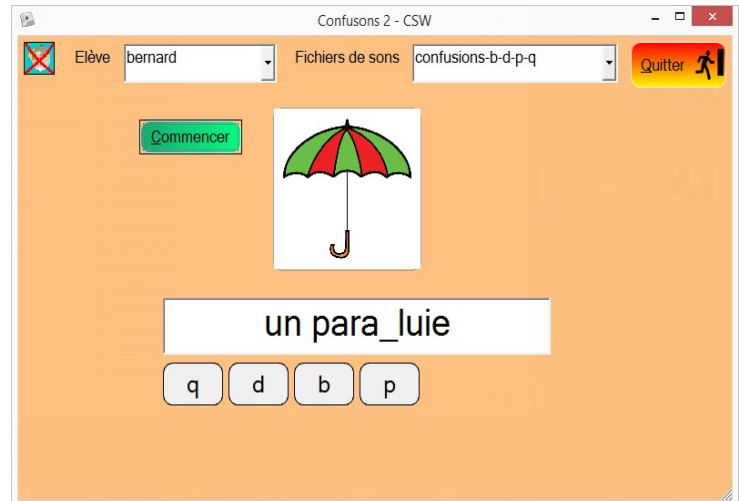 Confusons 2 - CSW
Elève bernard Fichiers de sons confusions-b-d-p-q Quitter
Commencer
un para_luie
q d b p